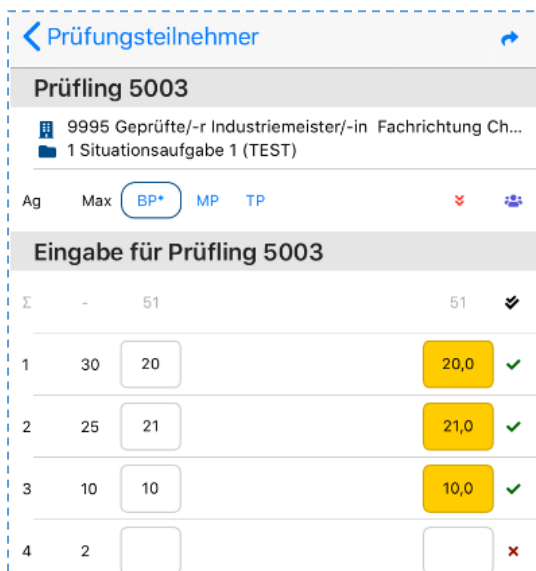 Prüfungsteilnehmer
Prüfling 5003
9995 Geprüfte/-r Industriemeister/-in Fachrichtung Ch...
1 Situationsaufgabe 1 (TEST)
Ag Max BP* MP TP
Eingabe für Prüfling 5003
Σ - 51 51
1 30 20 20,0
2 25 21 21,0
3 10 10 10,0
4 2